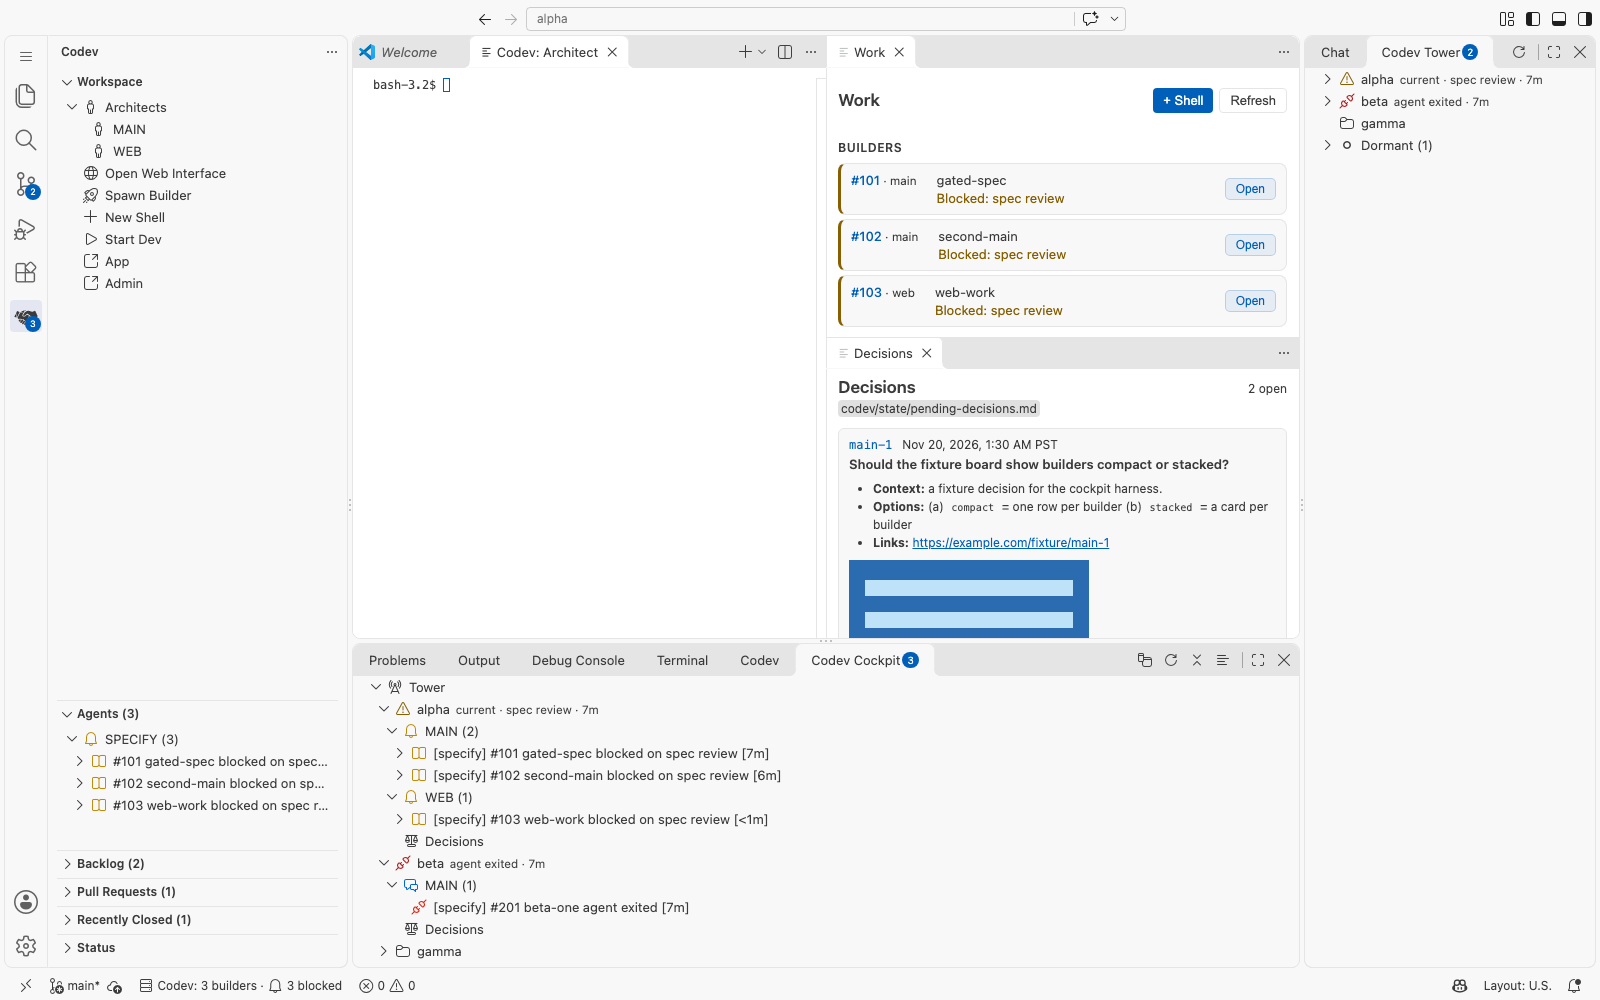 alpha
Codev
Workspace
Architects
MAIN
WEB
Open Web Interface
Spawn Builder
New Shell
Start Dev
App
Admin
Agents (3)
SPECIFY (3)
#101 gated-spec blocked on spec...
#102 second-main blocked on sp...
#103 web-work blocked on spec r...
Backlog (2)
Pull Requests (1)
Recently Closed (1)
Status
2
3
Welcome
Codev: Architect
bash-3.2$
Work
Work
+ Shell
Refresh
BUILDERS
#101 · main gated-spec
Blocked: spec review
Open
#102 · main second-main
Blocked: spec review
Open
#103 · web web-work
Blocked: spec review
Open
Decisions
Decisions
2 open
codev/state/pending-decisions.md
main-1 Nov 20, 2026, 1:30 AM PST
Should the fixture board show builders compact or stacked?
• Context: a fixture decision for the cockpit harness.
• Options: (a) compact = one row per builder (b) stacked = a card per
builder
• Links: https://example.com/fixture/main-1
Problems
Output
Debug Console
Terminal
Codev
Codev Cockpit 3
Tower
alpha current · spec review · 7m
MAIN (2)
[specify] #101 gated-spec blocked on spec review [7m]
[specify] #102 second-main blocked on spec review [6m]
WEB (1)
[specify] #103 web-work blocked on spec review [<1m]
Decisions
beta agent exited · 7m
MAIN (1)
[specify] #201 beta-one agent exited [7m]
Decisions
gamma
Chat
Codev Tower 2
alpha current · spec review · 7m
beta agent exited · 7m
gamma
Dormant (1)
main*
Codev: 3 builders · 3 blocked
0 0
Layout: U.S.